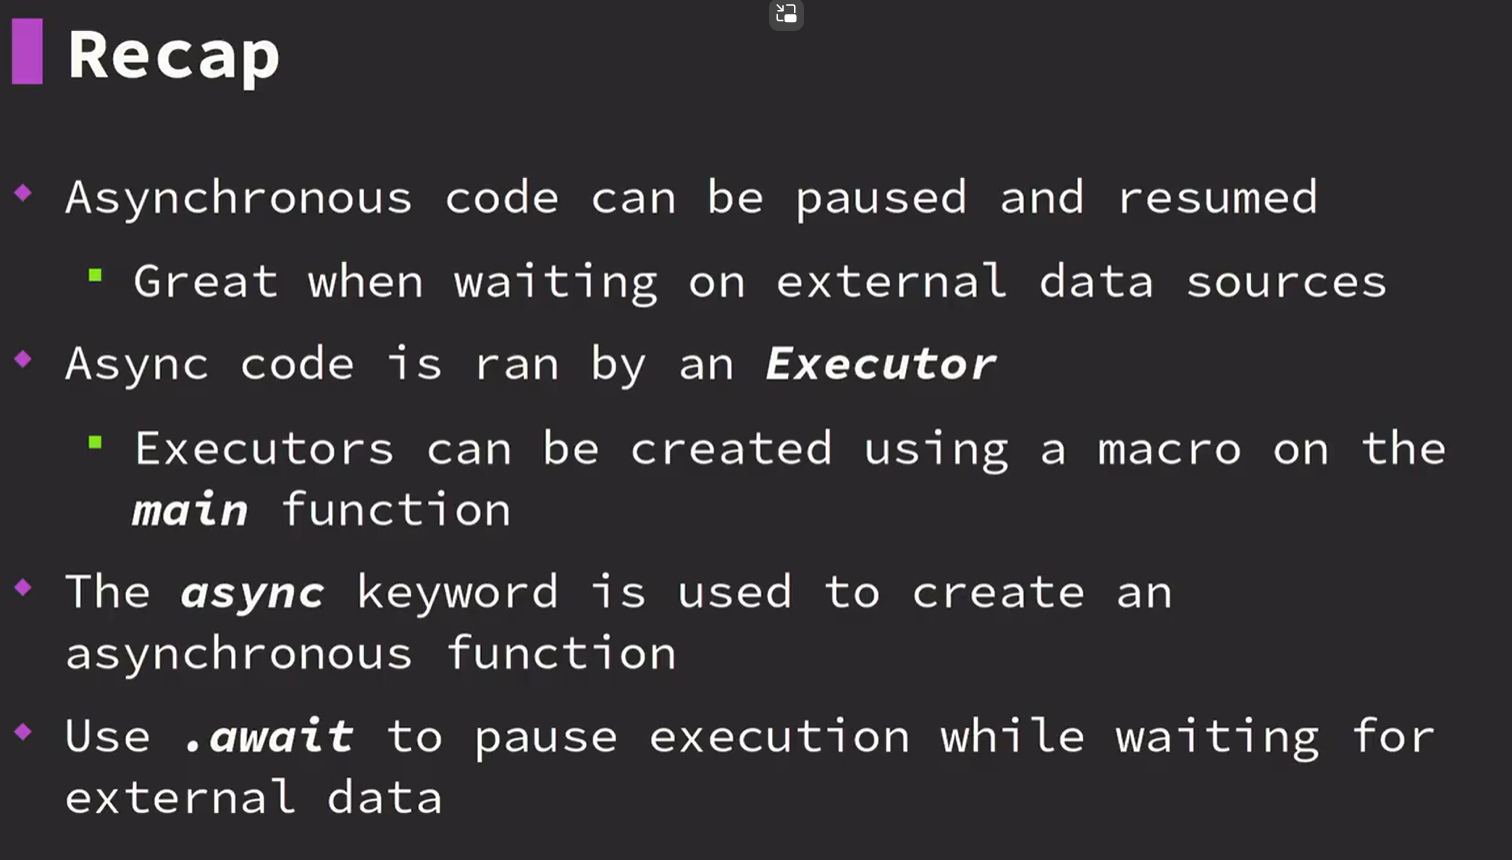 Recap
Asynchronous code can be paused and resumed
Great when waiting on external data sources
Async code is ran by an Executor
Executors can be created using a macro on the
main function
The async keyword is used to create an
asynchronous function
Use .await to pause execution while waiting for
external data